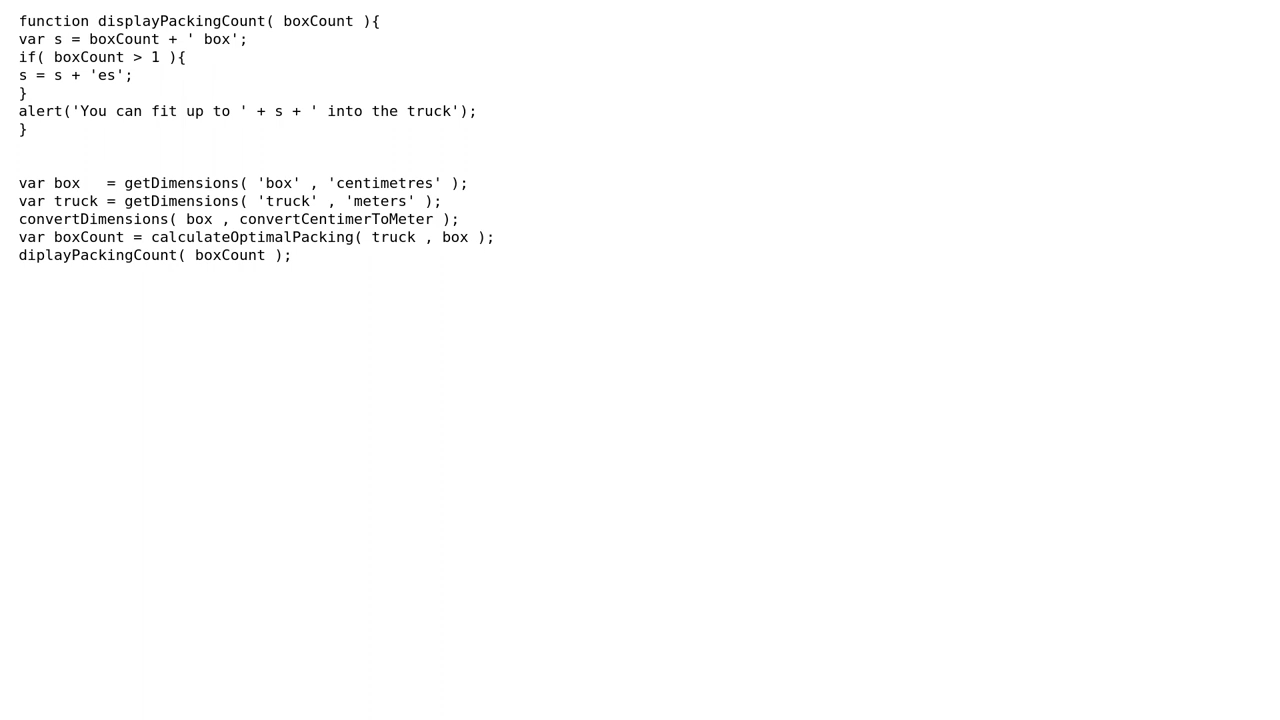 function displayPackingCount( boxCount ){
var s = boxCount + ' box';
if( boxCount > 1 ){
s = s + 'es';
}
alert('You can fit up to ' + s + ' into the truck');
}
var box   = getDimensions( 'box' , 'centimetres' );
var truck = getDimensions( 'truck' , 'meters' );
convertDimensions( box , convertCentimerToMeter );
var boxCount = calculateOptimalPacking( truck , box );
diplayPackingCount( boxCount );